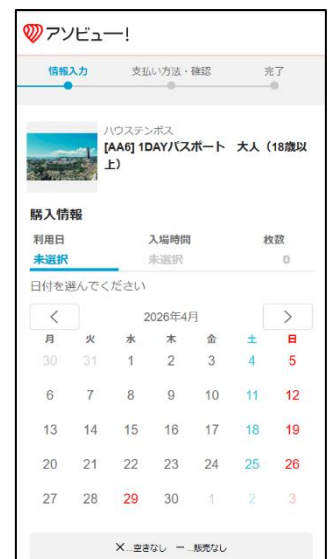 アソビュー!
情報入力 支払い方法・確認 完了
ハウステンボス
[AA6] 1DAYパスポート 大人（18歳以
上）
購入情報
利用日 入場時間 枚数
未選択 未選択 0
日付を選んでください
< 2026年4月 >
月 火 水 木 金 土 日
30 31 1 2 3 4 5
6 7 8 9 10 11 12
13 14 15 16 17 18 19
20 21 22 23 24 25 26
27 28 29 30 1 2 3
×…空きなし －…販売なし